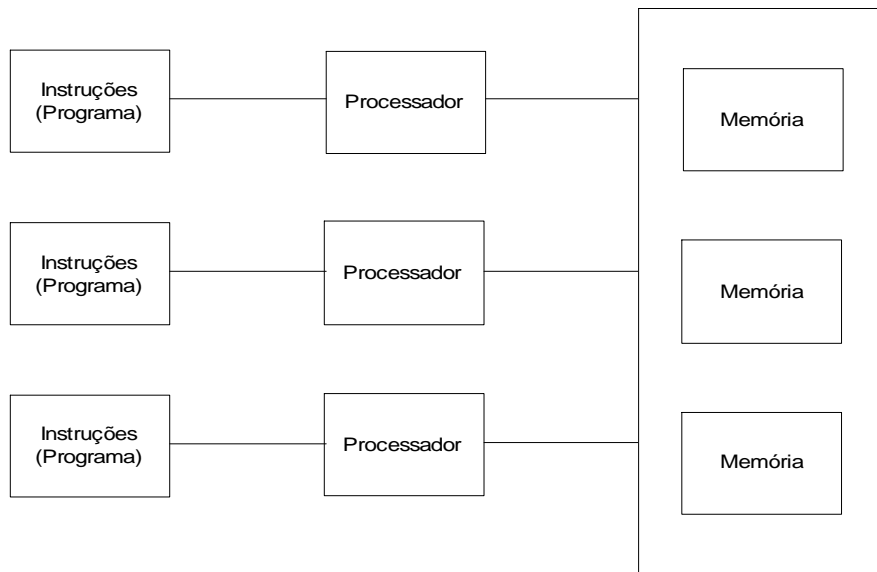 Instruções
(Programa)
Processador
Memória
Instruções
(Programa)
Processador
Memória
Instruções
(Programa)
Processador
Memória